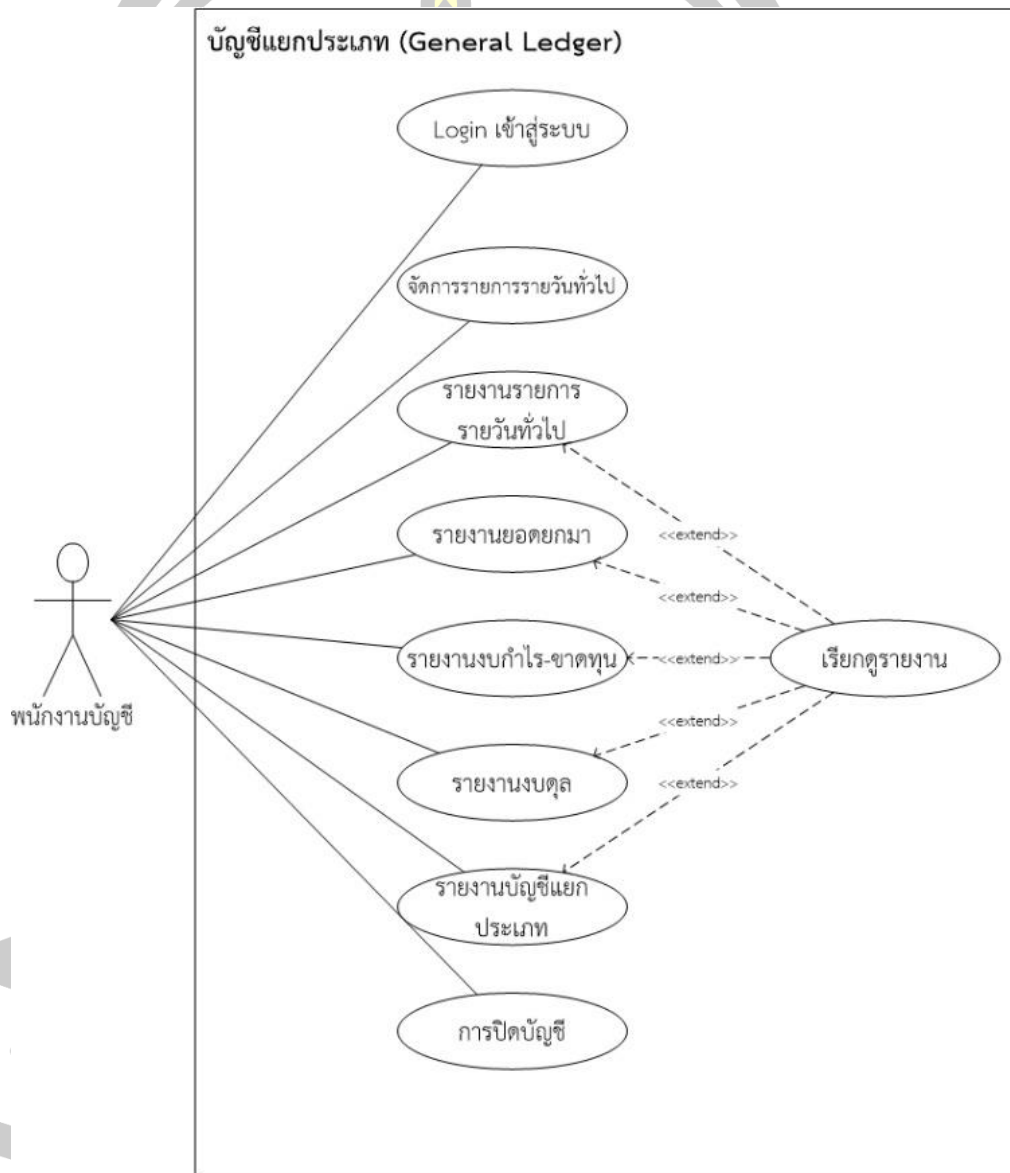 บัญชีแยกประเภท (General Ledger)
Login เข้าสู่ระบบ
จัดการรายการรายวันทั่วไป
รายงานรายการ
รายวันทั่วไป
รายงานยอดยกมา
<<extend>>
<<extend>>
รายงานงบกำไร-ขาดทุน
<<extend>>
เรียกดูรายงาน
พนักงานบัญชี
<<extend>>
รายงานงบดุล
<<extend>>
รายงานบัญชีแยก
ประเภท
การปิดบัญชี